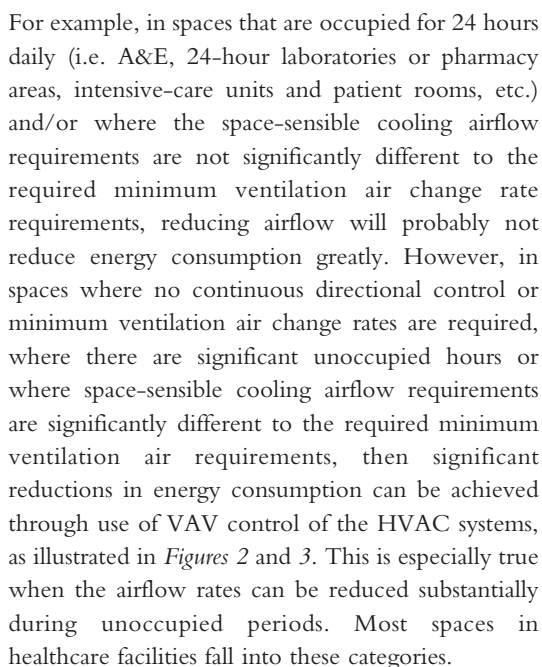 For example, in spaces that are occupied for 24 hours
daily (i.e. A&E, 24-hour laboratories or pharmacy
areas, intensive-care units and patient rooms, etc.)
and/or where the space-sensible cooling airflow
requirements are not significantly different to the
required minimum ventilation air change rate
requirements, reducing airflow will probably not
reduce energy consumption greatly. However, in
spaces where no continuous directional control or
minimum ventilation air change rates are required,
where there are significant unoccupied hours or
where space-sensible cooling airflow requirements
are significantly different to the required minimum
ventilation air requirements, then significant
reductions in energy consumption can be achieved
through use of VAV control of the HVAC systems,
as illustrated in Figures 2 and 3. This is especially true
when the airflow rates can be reduced substantially
during unoccupied periods. Most spaces in
healthcare facilities fall into these categories.